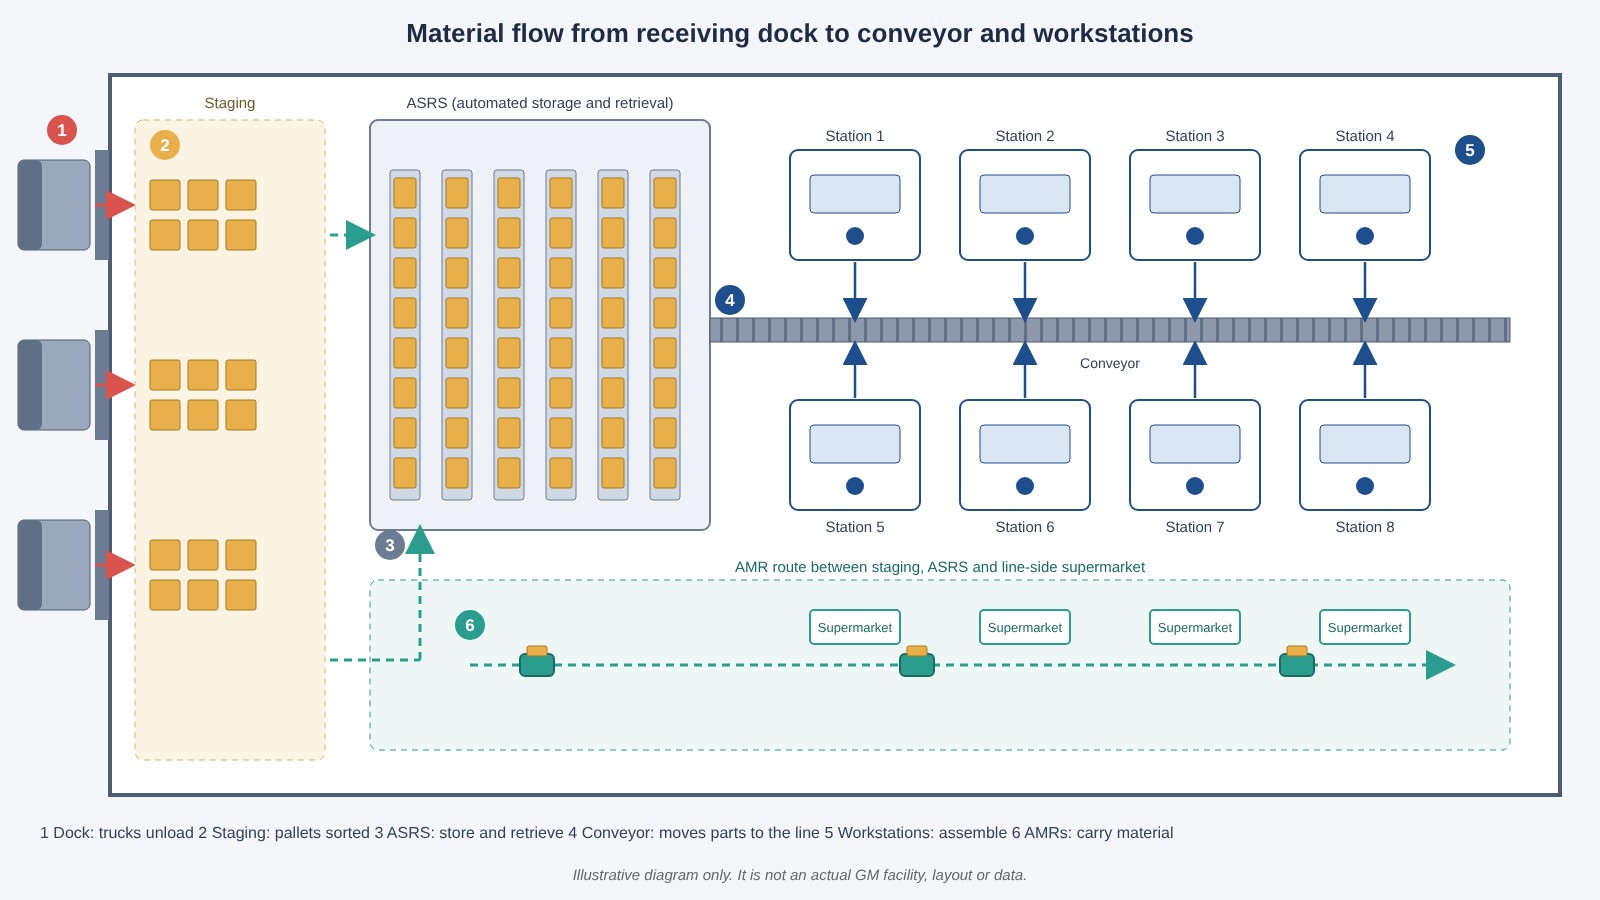 Material flow from receiving dock to conveyor and workstations
Staging
ASRS (automated storage and retrieval)
1
2
Station 1
Station 2
Station 3
Station 4
5
4
Conveyor
3
Station 5
Station 6
Station 7
Station 8
AMR route between staging, ASRS and line-side supermarket
6
Supermarket
Supermarket
Supermarket
Supermarket
1 Dock: trucks unload 2 Staging: pallets sorted 3 ASRS: store and retrieve 4 Conveyor: moves parts to the line 5 Workstations: assemble 6 AMRs: carry material
Illustrative diagram only. It is not an actual GM facility, layout or data.